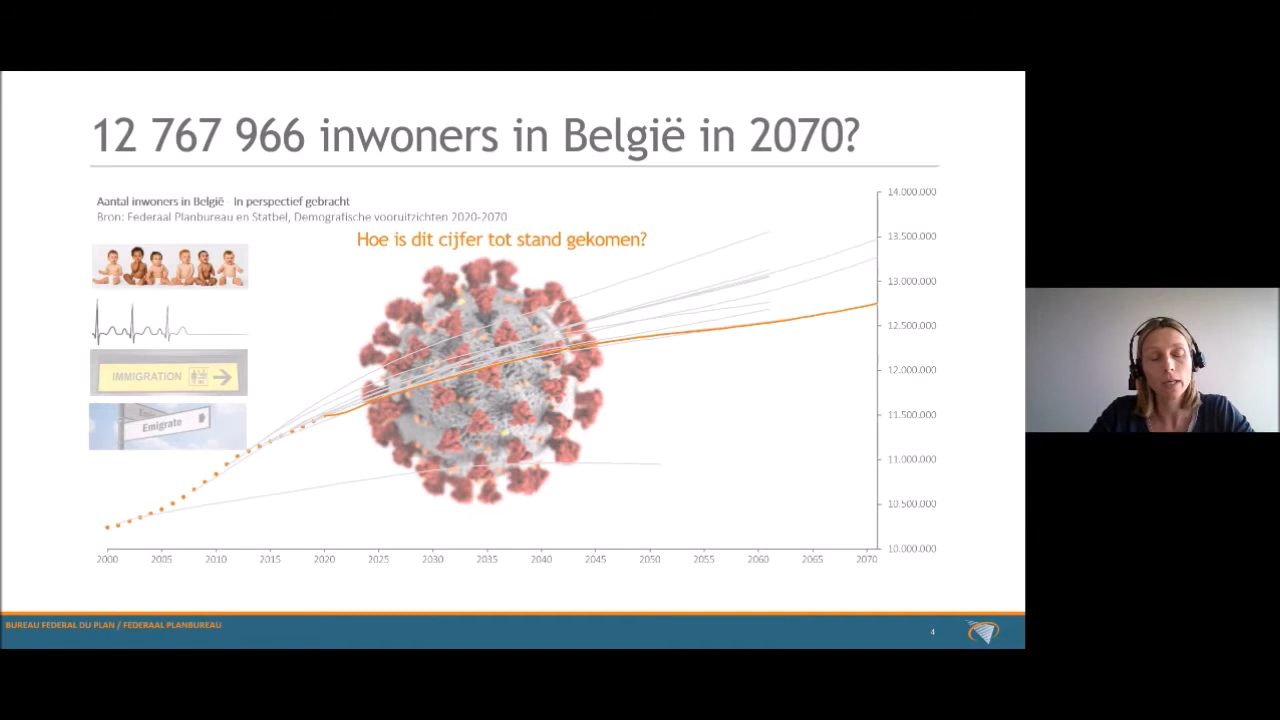 12 767 966 inwoners in België in 2070?
Aantal inwoners in België - In perspectief gebracht
Bron: Federaal Planbureau en Statbel, Demografische vooruitzichten 2020-2070
Hoe is dit cijfer tot stand gekomen?
IMMIGRATION
Emigrate
14.000.000
13.500.000
13.000.000
12.500.000
12.000.000
11.500.000
11.000.000
10.500.000
10.000.000
2000 2005 2010 2015 2020 2025 2030 2035 2040 2045 2050 2055 2060 2065 2070
BUREAU FEDERAL DU PLAN / FEDERAAL PLANBUREAU
4